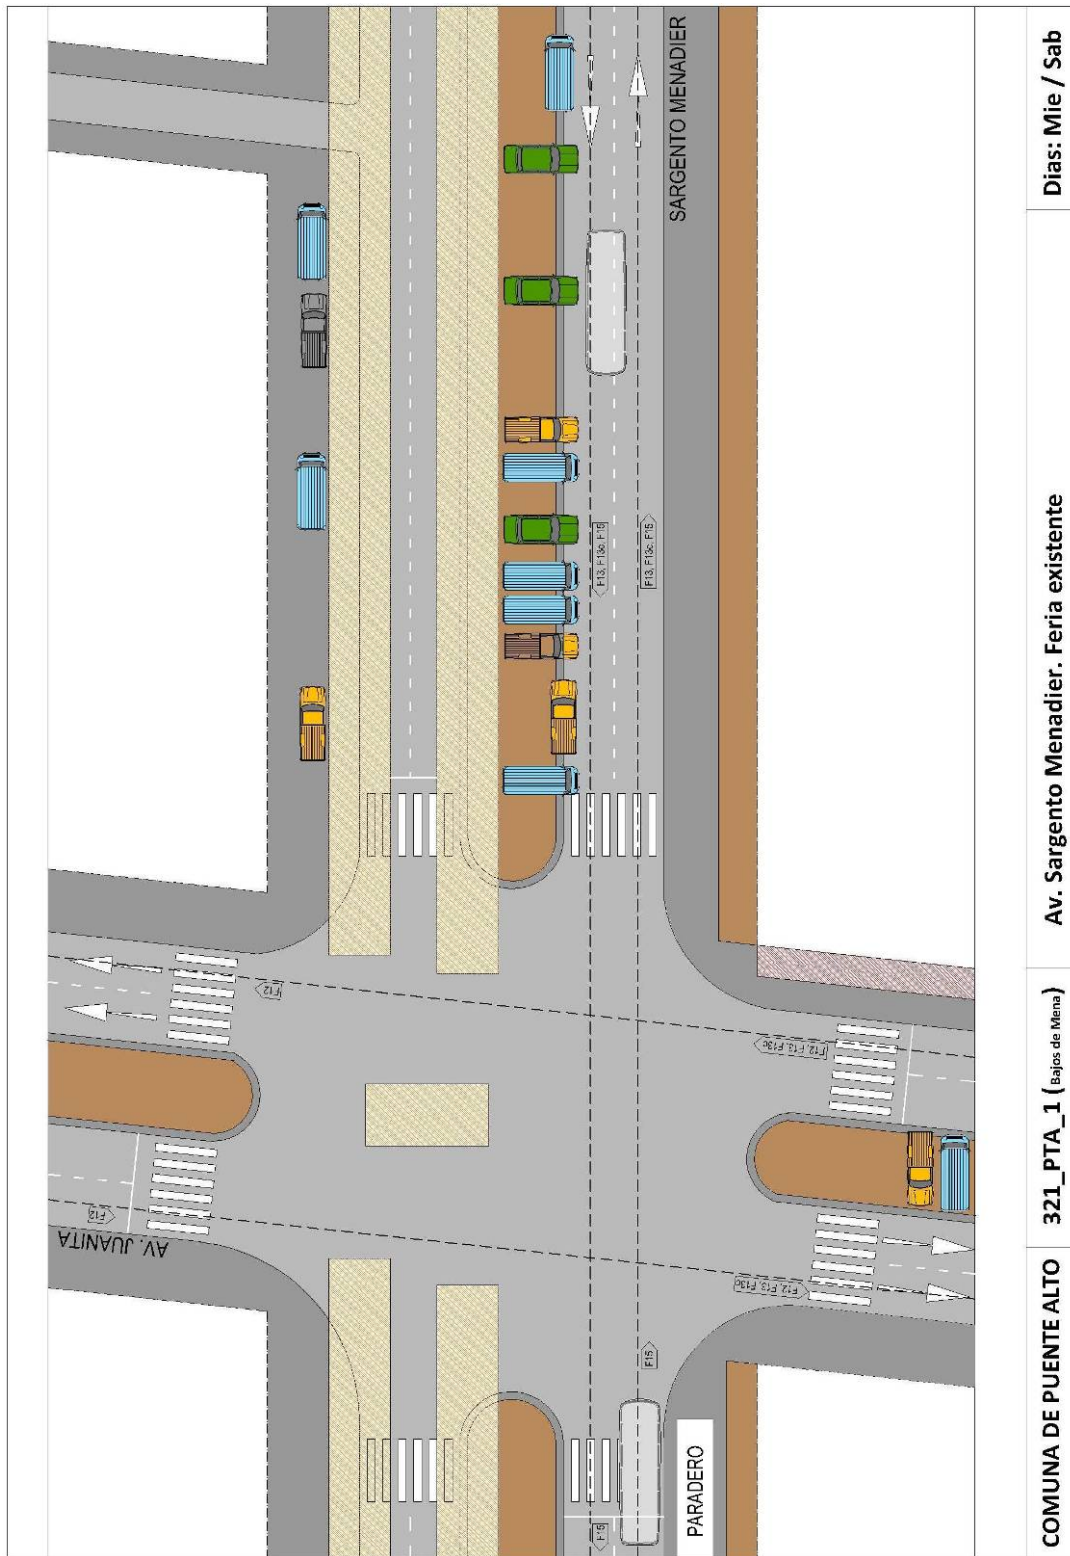 SARGENTO MENADIER
F13, F13c, F15
F13, F13c, F15
F12
F12, F13, F13c
F12
AV. JUANITA
F12, F13, F13c
F15
F15
PARADERO
COMUNA DE PUENTE ALTO
321_PTA_1 (Bajos de Mena)
Av. Sargento Menadier. Feria existente
Dias: Mie / Sab